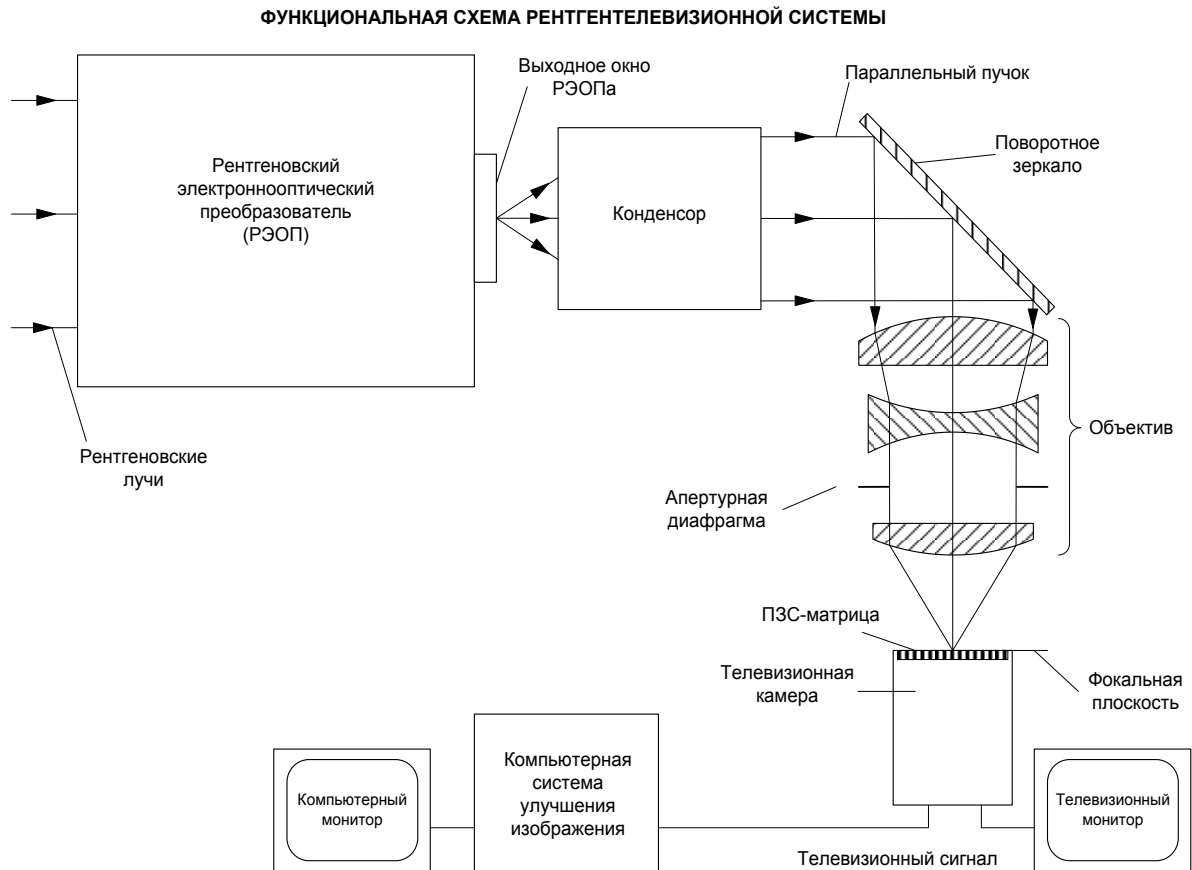 ФУНКЦИОНАЛЬНАЯ СХЕМА РЕНТГЕНТЕЛЕВИЗИОННОЙ СИСТЕМЫ
Выходное окно
РЭОПа
Параллельный пучок
Поворотное
зеркало
Рентгеновский
электроннооптический
преобразователь
(РЭОП)
Конденсор
Рентгеновские
лучи
Объектив
Апертурная
диафрагма
ПЗС-матрица
Телевизионная
камера
Фокальная
плоскость
Компьютерный
монитор
Компьютерная
система
улучшения
изображения
Телевизионный
монитор
Телевизионный сигнал